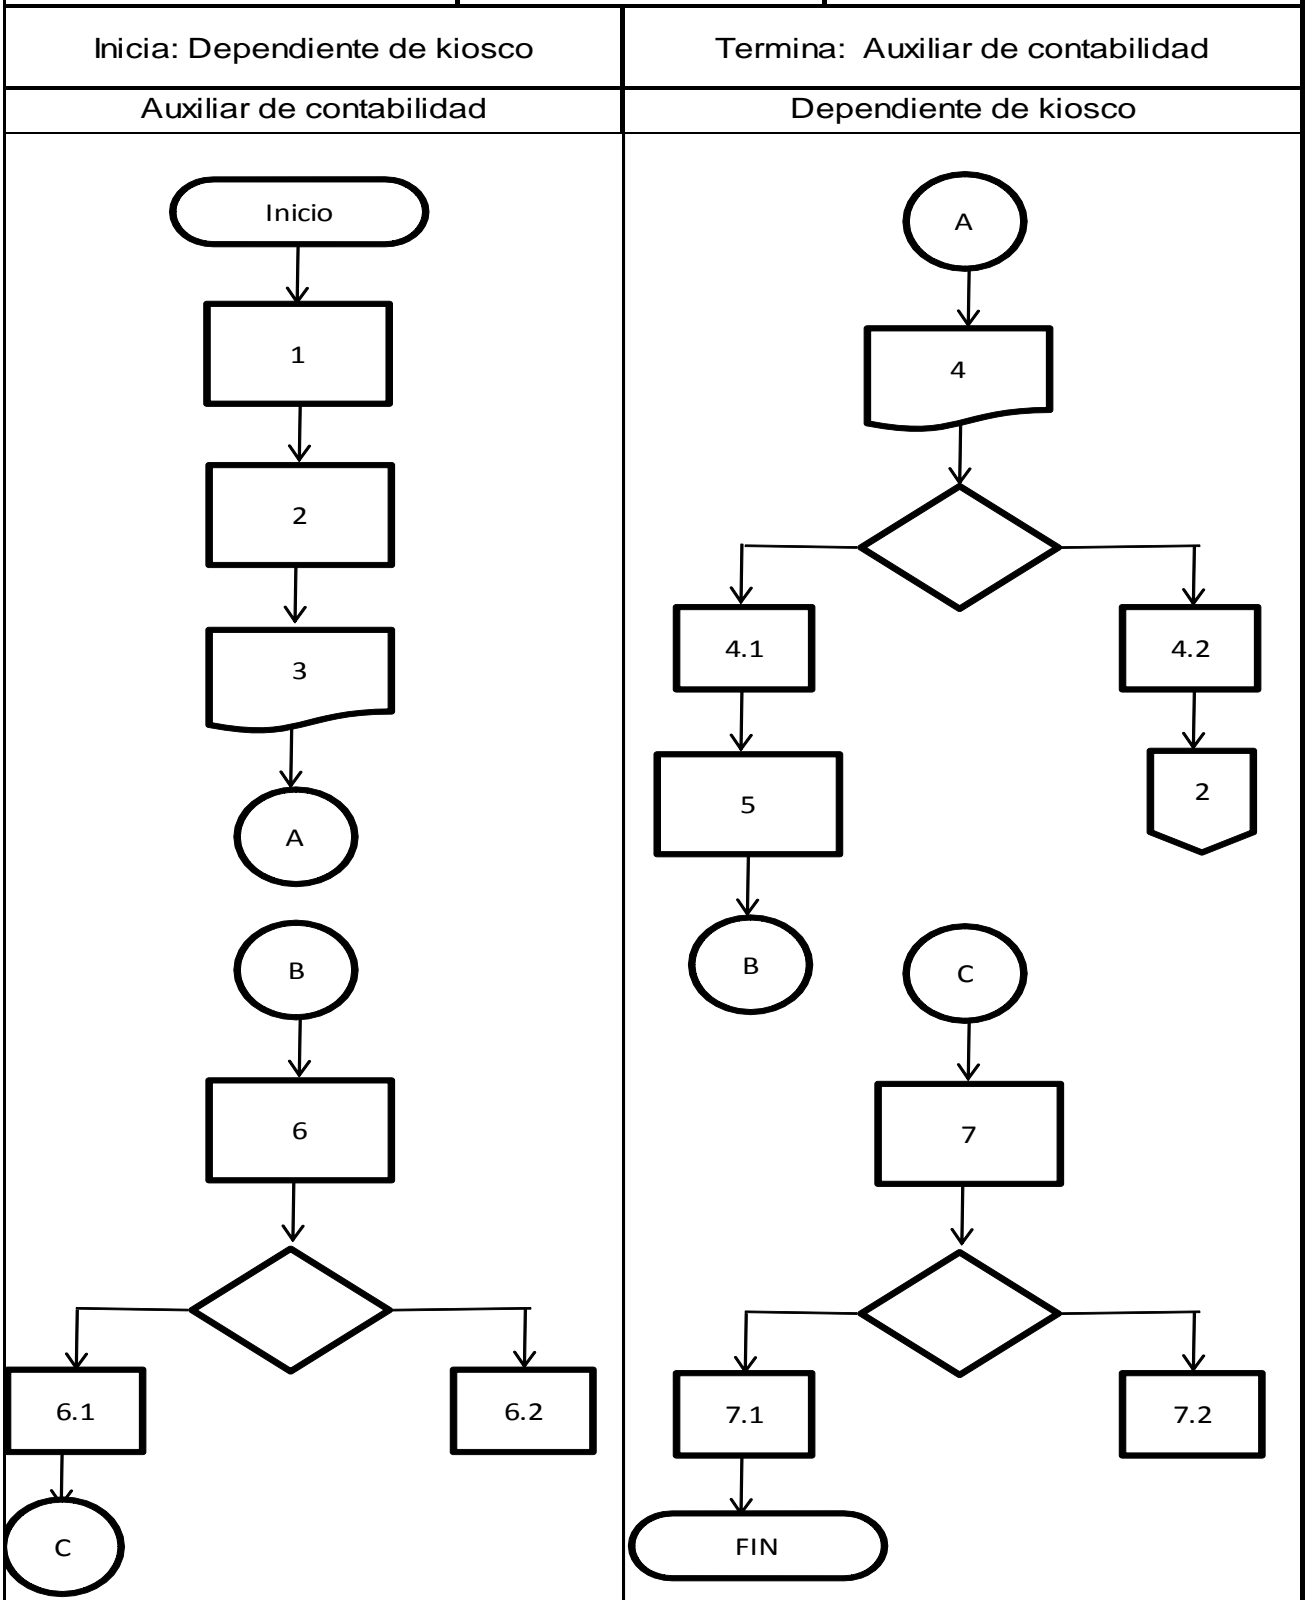 Inicia: Dependiente de kiosco
Termina: Auxiliar de contabilidad
Auxiliar de contabilidad
Dependiente de kiosco
Inicio
1
2
3
A
B
6
6.1
6.2
C
A
4
4.1
4.2
5
2
B
C
7
7.1
7.2
FIN